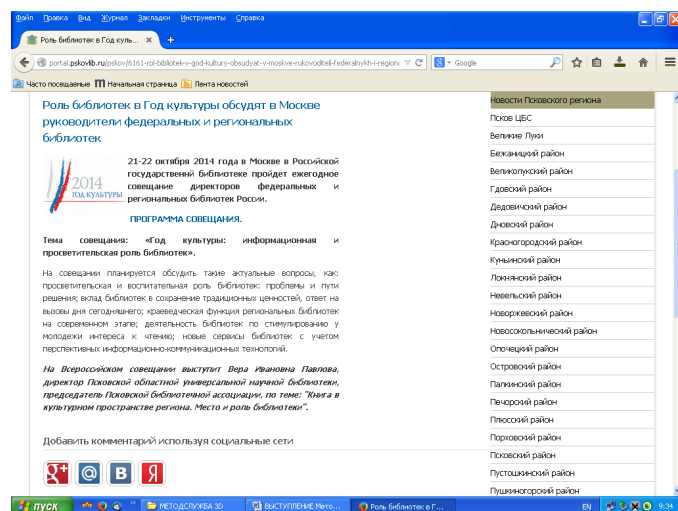 Файл Правка Вид Журнал Закладки Инструменты Справка
Роль библиотек в Год куль...
portal.pskovlib.ru/pskov/6161-rol-bibliotek-v-god-kultury-obsudyat-v-moskve-rukovoditeli-federalnykh-i-region
Google
Часто посещаемые Начальная страница Лента новостей
Роль библиотек в Год культуры обсудят в Москве
руководители федеральных и региональных
библиотек
21-22 октября 2014 года в Москве в Российской
государственнй библиотеке пройдет ежегодное
совещание директоров федеральных и
региональных библиотек России.
2014
ГОД КУЛЬТУРЫ
ПРОГРАММА СОВЕЩАНИЯ.
Тема совещания: «Год культуры: информационная и
просветительская роль библиотек».
На совещании планируется обсудить такие актуальные вопросы, как:
просветительская и воспитательная роль библиотек: проблемы и пути
решения; вклад библиотек в сохранение традиционных ценностей, ответ на
вызовы дня сегодняшнего; краеведческая функция региональных библиотек
на современном этапе; деятельность библиотек по стимулированию у
молодежи интереса к чтению; новые сервисы библиотек с учетом
перспективных информационно-коммуникационных технологий.
На Всероссийском совещании выступит Вера Ивановна Павлова,
директор Псковской областной универсальной научной библиотеки,
председатель Псковской библиотечной ассоциации, по теме: "Книга в
культурном пространстве региона. Место и роль библиотеки".
Добавить комментарий используя социальные сети
g+ @ B Я
Новости Псковского региона
Псков ЦБС
Великие Луки
Бежаницкий район
Великолукский район
Гдовский район
Дедовичский район
Дновский район
Красногородский район
Куньинский район
Локнянский район
Невельский район
Новоржевский район
Новосокольнический район
Опочецкий район
Островский район
Палкинский район
Печорский район
Плюсский район
Порховский район
Псковский район
Пустошкинский район
Пушкиногорский район
пуск
МЕТОДСЛУЖБА 3D
ВЫСТУПЛЕНИЕ Мето...
Роль библиотек в Г...
EN
9:34